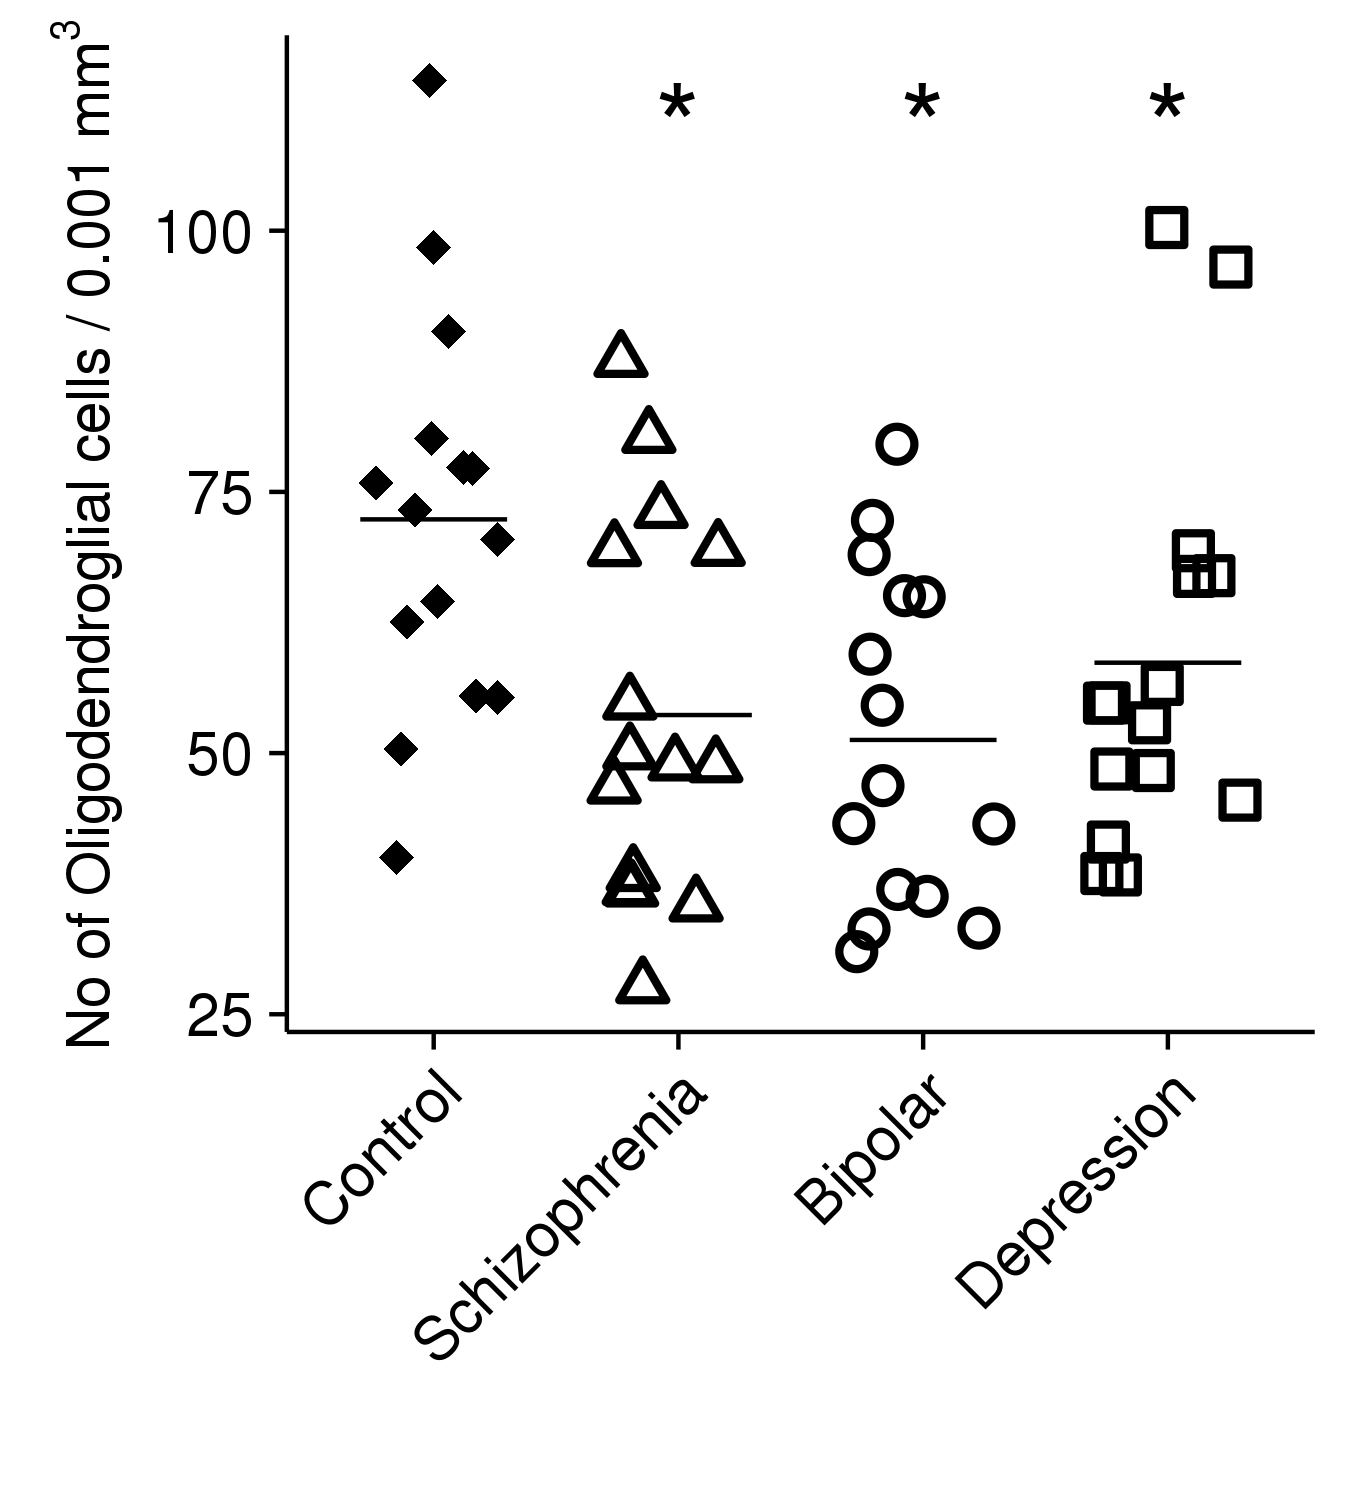 No of Oligodendroglial cells / 0.001 mm³
* * *
100
75
50
25
Control
Schizophrenia
Bipolar
Depression